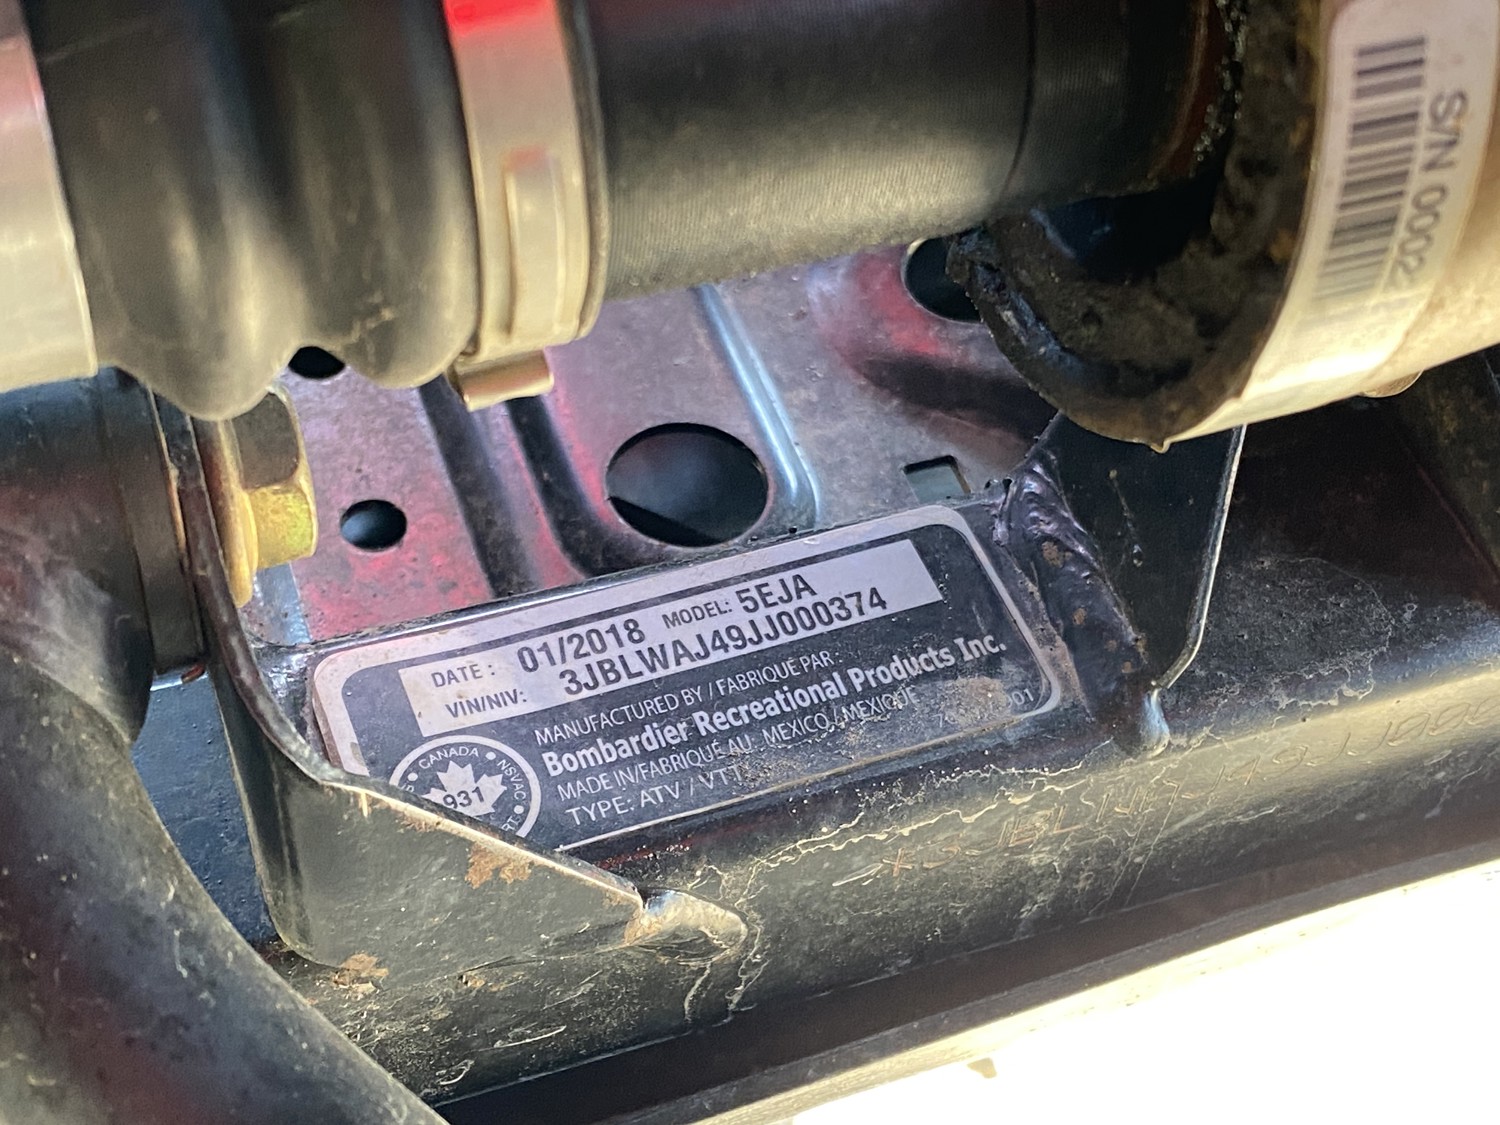 S/N 0002
DATE : 01/2018 MODEL: 5EJA
VIN/NIV: 3JBLWAJ49JJ000374
MANUFACTURED BY / FABRIQUÉ PAR
Bombardier Recreational Products Inc.
MADE IN/FABRIQUÉ AU MEXICO / MEXIQUE
TYPE: ATV / VTT
CANADA NSVAC
931